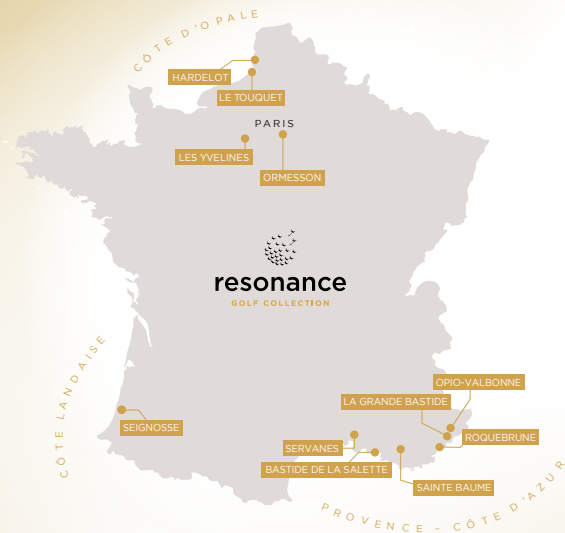 CÔTE D'OPALE
HARDELOT
LE TOUQUET
PARIS
LES YVELINES
ORMESSON
resonance
GOLF COLLECTION
CÔTE LANDAISE
OPIO-VALBONNE
LA GRANDE BASTIDE
SEIGNOSSE
ROQUEBRUNE
SERVANES
BASTIDE DE LA SALETTE
SAINTE BAUME
PROVENCE - CÔTE D'AZUR